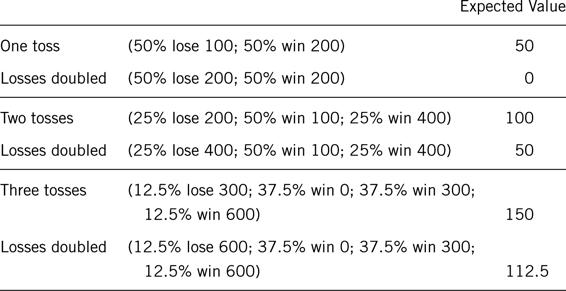 Expected Value
One toss (50% lose 100; 50% win 200) 50
Losses doubled (50% lose 200; 50% win 200) 0
Two tosses (25% lose 200; 50% win 100; 25% win 400) 100
Losses doubled (25% lose 400; 50% win 100; 25% win 400) 50
Three tosses (12.5% lose 300; 37.5% win 0; 37.5% win 300;
12.5% win 600) 150
Losses doubled (12.5% lose 600; 37.5% win 0; 37.5% win 300;
12.5% win 600) 112.5